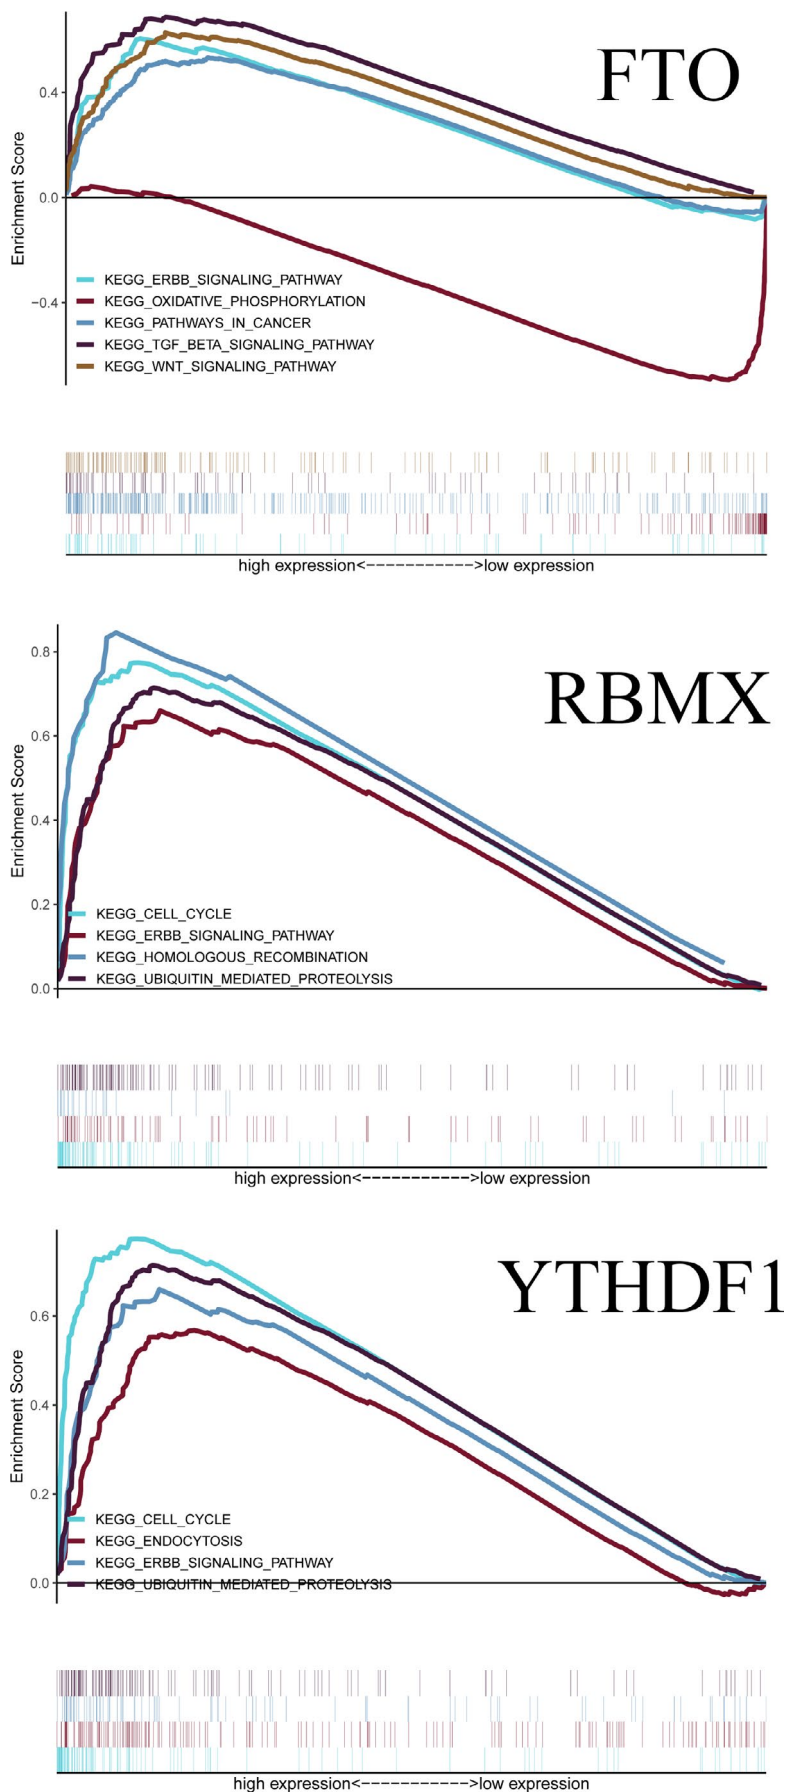 FTO
0.4
0.0
−0.4
Enrichment Score
KEGG_ERBB_SIGNALING_PATHWAY
KEGG_OXIDATIVE_PHOSPHORYLATION
KEGG_PATHWAYS_IN_CANCER
KEGG_TGF_BETA_SIGNALING_PATHWAY
KEGG_WNT_SIGNALING_PATHWAY
high expression<------------>low expression
RBMX
0.8
0.6
0.4
0.2
0.0
Enrichment Score
KEGG_CELL_CYCLE
KEGG_ERBB_SIGNALING_PATHWAY
KEGG_HOMOLOGOUS_RECOMBINATION
KEGG_UBIQUITIN_MEDIATED_PROTEOLYSIS
high expression<------------>low expression
YTHDF1
0.6
0.4
0.2
0.0
Enrichment Score
KEGG_CELL_CYCLE
KEGG_ENDOCYTOSIS
KEGG_ERBB_SIGNALING_PATHWAY
KEGG_UBIQUITIN_MEDIATED_PROTEOLYSIS
high expression<------------>low expression